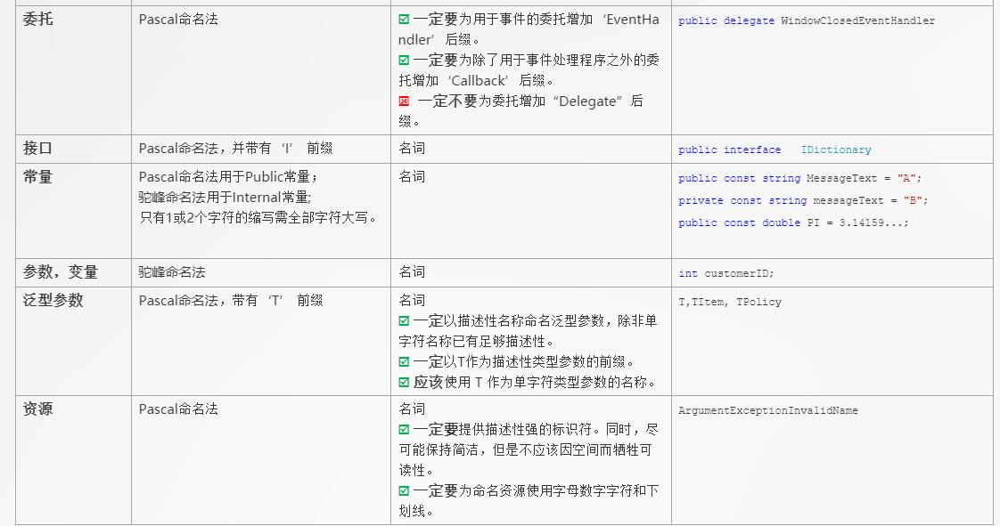 委托
Pascal命名法
一定要为用于事件的委托增加‘EventHa
ndler’后缀。
一定要为除了用于事件处理程序之外的委
托增加‘Callback’后缀。
一定不要为委托增加“Delegate”后
缀。
public delegate WindowClosedEventHandler
接口
Pascal命名法，并带有‘I’ 前缀
名词
public interface IDictionary
常量
Pascal命名法用于Public常量；
驼峰命名法用于Internal常量;
只有1或2个字符的缩写需全部字符大写。
名词
public const string MessageText = "A";
private const string messageText = "B";
public const double PI = 3.14159...;
参数，变量
驼峰命名法
名词
int customerID;
泛型参数
Pascal命名法，带有‘T’ 前缀
名词
一定以描述性名称命名泛型参数，除非单
字符名称已有足够描述性。
一定以T作为描述性类型参数的前缀。
应该使用 T 作为单字符类型参数的名称。
T,TItem, TPolicy
资源
Pascal命名法
名词
一定要提供描述性强的标识符。同时，尽
可能保持简洁，但是不应该因空间而牺牲可
读性。
一定要为命名资源使用字母数字字符和下
划线。
ArgumentExceptionInvalidName